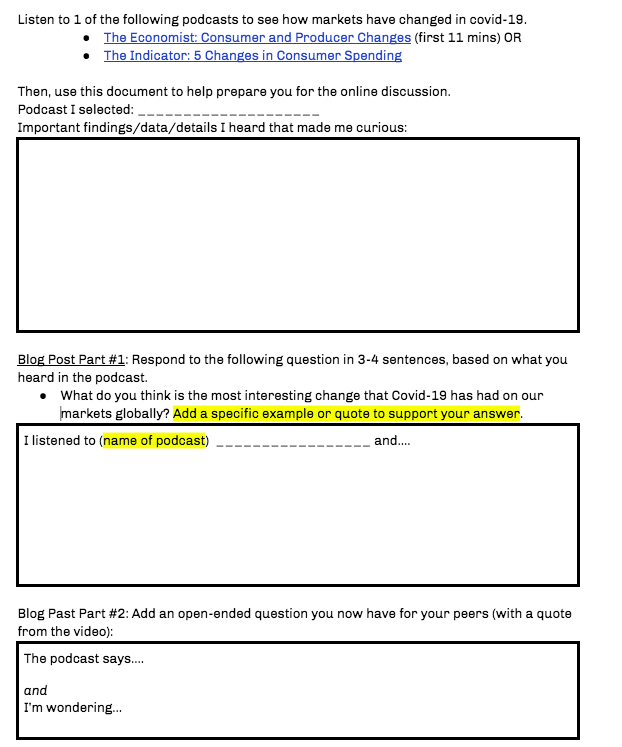 Listen to 1 of the following podcasts to see how markets have changed in covid-19.
● The Economist: Consumer and Producer Changes (first 11 mins) OR
● The Indicator: 5 Changes in Consumer Spending
Then, use this document to help prepare you for the online discussion.
Podcast I selected: ____________________
Important findings/data/details I heard that made me curious:
Blog Post Part #1: Respond to the following question in 3-4 sentences, based on what you
heard in the podcast.
● What do you think is the most interesting change that Covid-19 has had on our
markets globally? Add a specific example or quote to support your answer.
I listened to (name of podcast) _________________ and....
Blog Past Part #2: Add an open-ended question you now have for your peers (with a quote
from the video):
The podcast says....
and
I'm wondering...